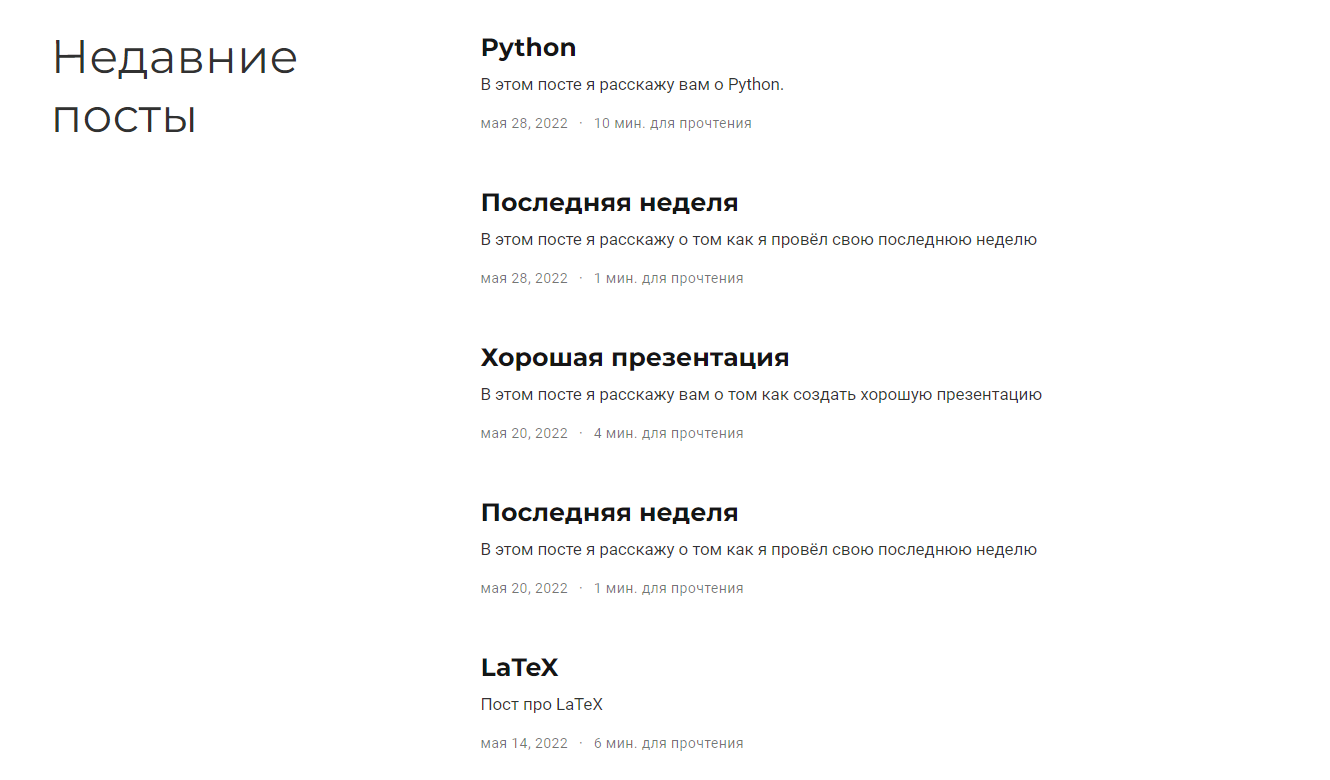 Недавние
посты
Python
В этом посте я расскажу вам о Python.
мая 28, 2022 · 10 мин. для прочтения
Последняя неделя
В этом посте я расскажу о том как я провёл свою последнюю неделю
мая 28, 2022 · 1 мин. для прочтения
Хорошая презентация
В этом посте я расскажу вам о том как создать хорошую презентацию
мая 20, 2022 · 4 мин. для прочтения
Последняя неделя
В этом посте я расскажу о том как я провёл свою последнюю неделю
мая 20, 2022 · 1 мин. для прочтения
LaTeX
Пост про LaTeX
мая 14, 2022 · 6 мин. для прочтения